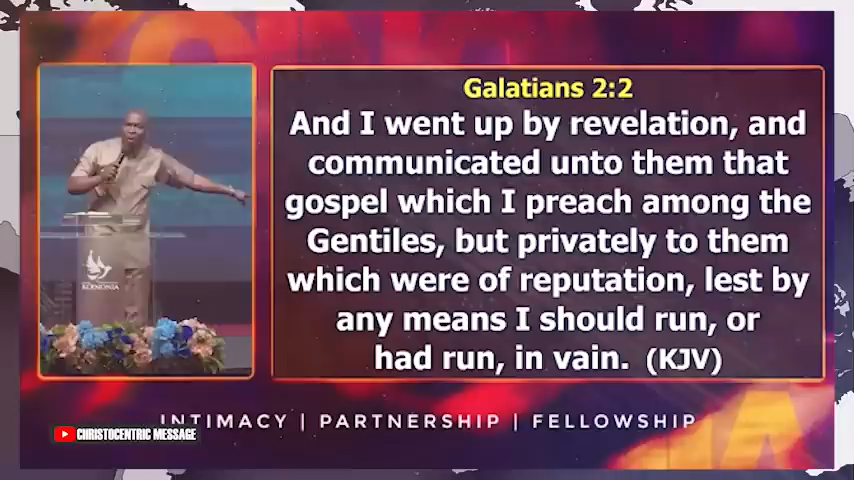 Galatians 2:2
And I went up by revelation, and
communicated unto them that
gospel which I preach among the
Gentiles, but privately to them
which were of reputation, lest by
any means I should run, or
had run, in vain. (KJV)
KOINONIA
INTIMACY | PARTNERSHIP | FELLOWSHIP
CHRISTOCENTRIC MESSAGE